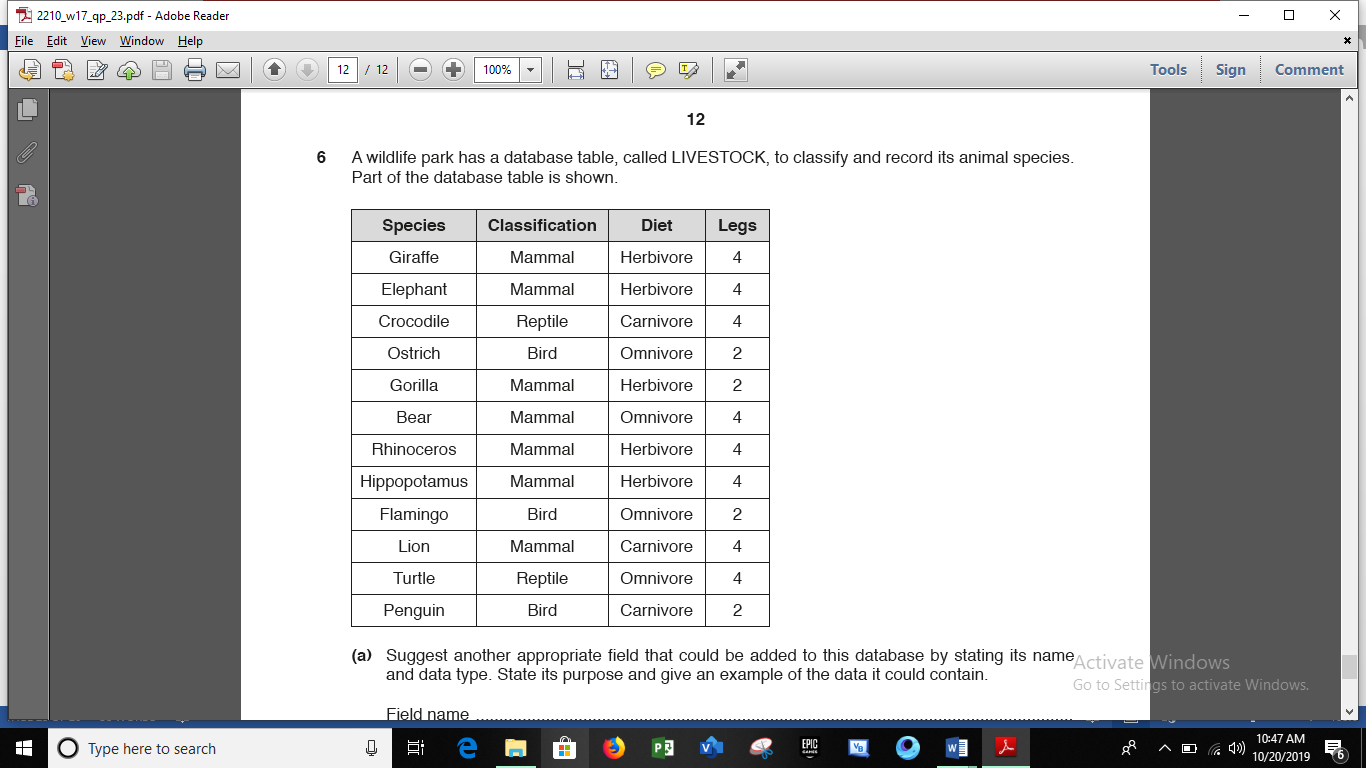 2210_w17_qp_23.pdf - Adobe Reader
File Edit View Window Help
12 / 12 100% Tools Sign Comment
12
6 A wildlife park has a database table, called LIVESTOCK, to classify and record its animal species.
Part of the database table is shown.
Species Classification Diet Legs
Giraffe Mammal Herbivore 4
Elephant Mammal Herbivore 4
Crocodile Reptile Carnivore 4
Ostrich Bird Omnivore 2
Gorilla Mammal Herbivore 2
Bear Mammal Omnivore 4
Rhinoceros Mammal Herbivore 4
Hippopotamus Mammal Herbivore 4
Flamingo Bird Omnivore 2
Lion Mammal Carnivore 4
Turtle Reptile Omnivore 4
Penguin Bird Carnivore 2
(a) Suggest another appropriate field that could be added to this database by stating its name
and data type. State its purpose and give an example of the data it could contain.
Activate Windows
Go to Settings to activate Windows.
Field name
Type here to search
EPIC GAMES
10:47 AM
10/20/2019
6